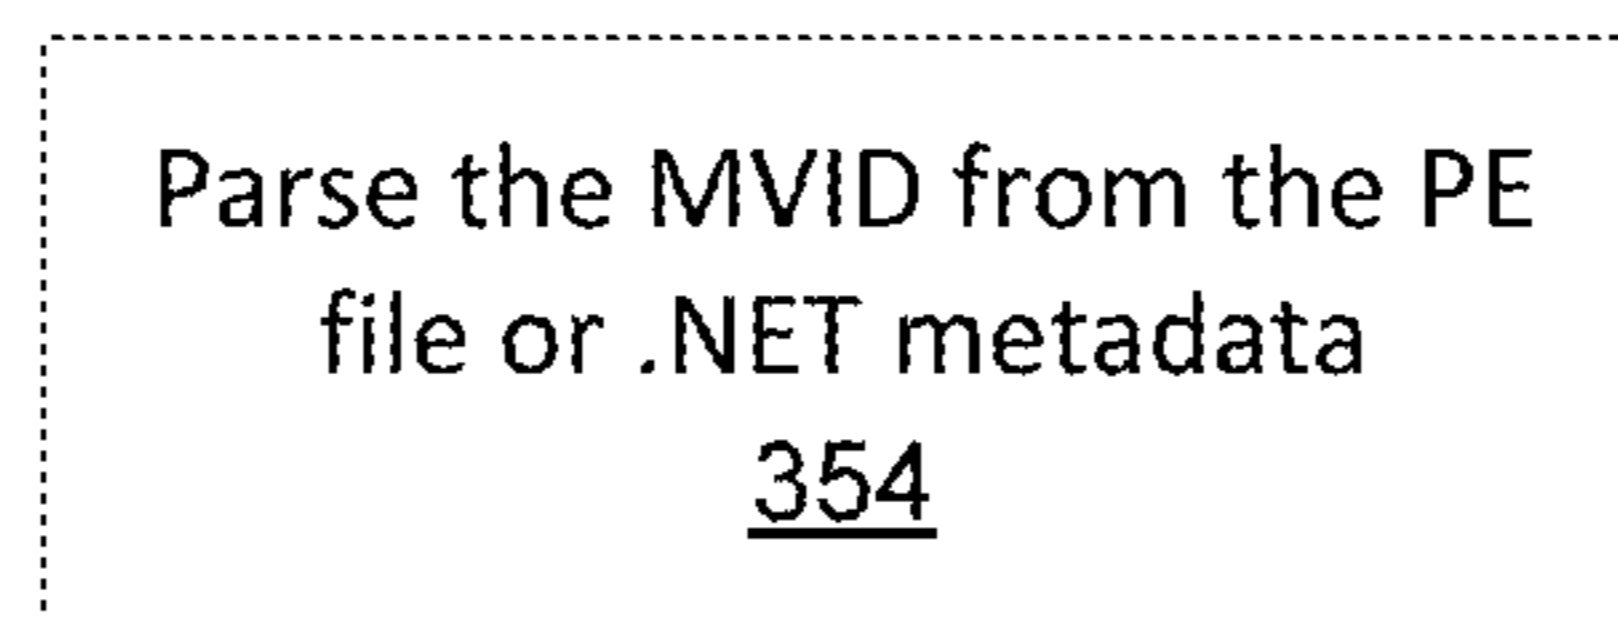 Parse the MVID from the PE
file or .NET metadata
354